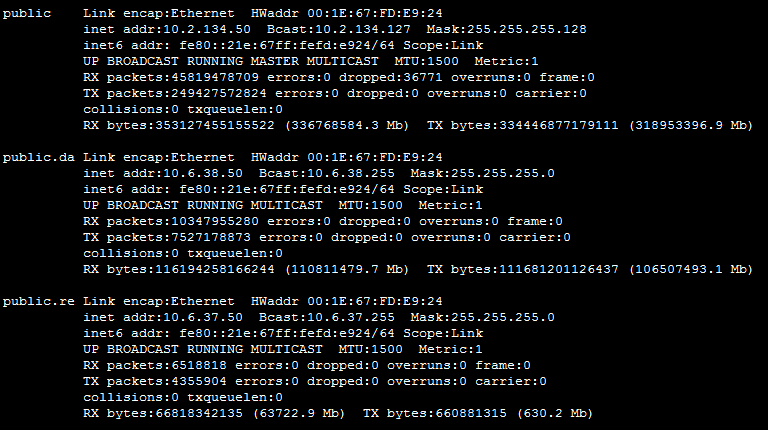 public    Link encap:Ethernet  HWaddr 00:1E:67:FD:E9:24
          inet addr:10.2.134.50  Bcast:10.2.134.127  Mask:255.255.255.128
          inet6 addr: fe80::21e:67ff:fefd:e924/64 Scope:Link
          UP BROADCAST RUNNING MASTER MULTICAST  MTU:1500  Metric:1
          RX packets:45819478709 errors:0 dropped:36771 overruns:0 frame:0
          TX packets:249427572824 errors:0 dropped:0 overruns:0 carrier:0
          collisions:0 txqueuelen:0
          RX bytes:353127455155522 (336768584.3 Mb)  TX bytes:334446877179111 (318953396.9 Mb)
public.da Link encap:Ethernet  HWaddr 00:1E:67:FD:E9:24
          inet addr:10.6.38.50  Bcast:10.6.38.255  Mask:255.255.255.0
          inet6 addr: fe80::21e:67ff:fefd:e924/64 Scope:Link
          UP BROADCAST RUNNING MULTICAST  MTU:1500  Metric:1
          RX packets:10347955280 errors:0 dropped:0 overruns:0 frame:0
          TX packets:7527178873 errors:0 dropped:0 overruns:0 carrier:0
          collisions:0 txqueuelen:0
          RX bytes:116194258166244 (110811479.7 Mb)  TX bytes:111681201126437 (106507493.1 Mb)
public.re Link encap:Ethernet  HWaddr 00:1E:67:FD:E9:24
          inet addr:10.6.37.50  Bcast:10.6.37.255  Mask:255.255.255.0
          inet6 addr: fe80::21e:67ff:fefd:e924/64 Scope:Link
          UP BROADCAST RUNNING MULTICAST  MTU:1500  Metric:1
          RX packets:6518818 errors:0 dropped:0 overruns:0 frame:0
          TX packets:4355904 errors:0 dropped:0 overruns:0 carrier:0
          collisions:0 txqueuelen:0
          RX bytes:66818342135 (63722.9 Mb)  TX bytes:660881315 (630.2 Mb)